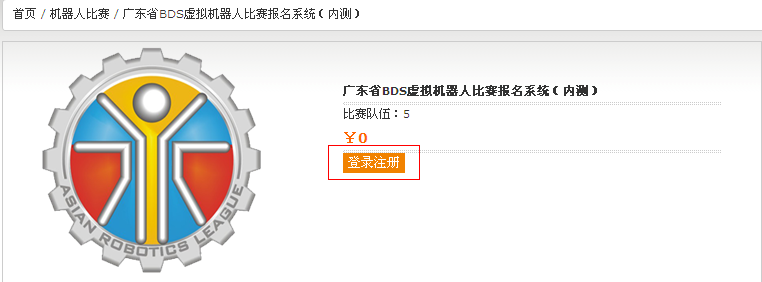 首页 / 机器人比赛 / 广东省BDS虚拟机器人比赛报名系统（内测）
广东省BDS虚拟机器人比赛报名系统（内测）
比赛队伍：5
￥0
登录注册
ASIAN ROBOTICS LEAGUE